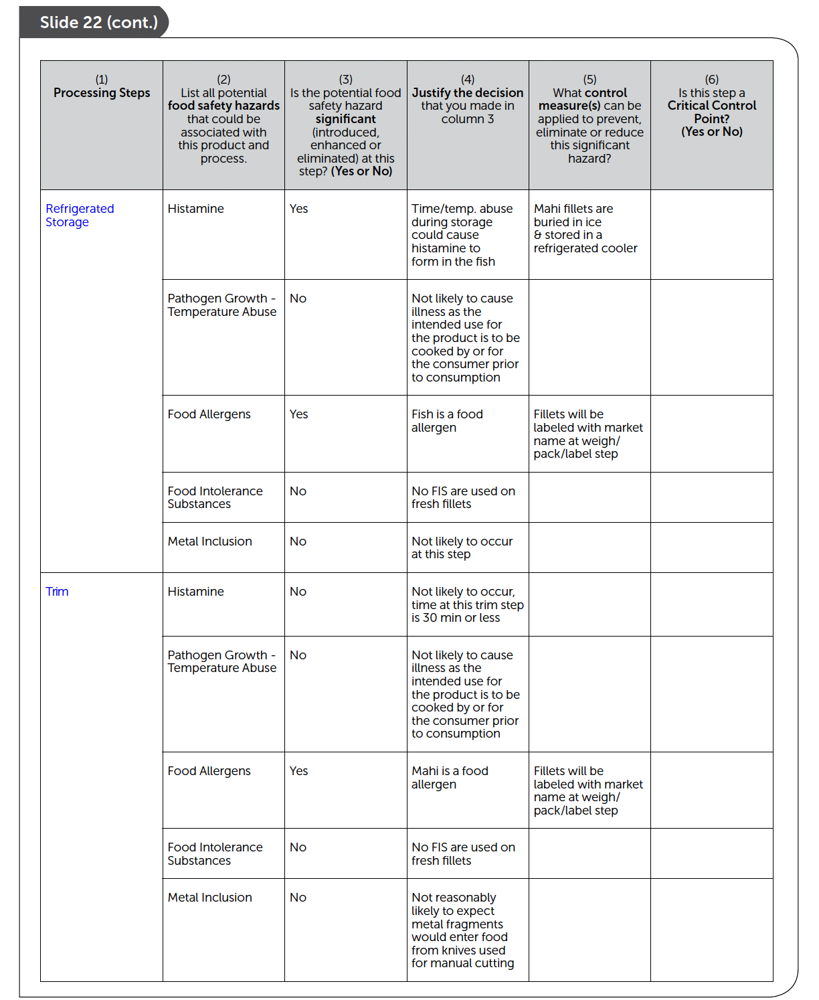 Slide 22 (cont.)
(1)
Processing Steps
(2)
List all potential
food safety hazards
that could be
associated with
this product and
process.
(3)
Is the potential food
safety hazard
significant
(introduced,
enhanced or
eliminated) at this
step? (Yes or No)
(4)
Justify the decision
that you made in
column 3
(5)
What control
measure(s) can be
applied to prevent,
eliminate or reduce
this significant
hazard?
(6)
Is this step a
Critical Control
Point?
(Yes or No)
Refrigerated
Storage
Histamine
Yes
Time/temp. abuse
during storage
could cause
histamine to
form in the fish
Mahi fillets are
buried in ice
& stored in a
refrigerated cooler
Pathogen Growth -
Temperature Abuse
No
Not likely to cause
illness as the
intended use for
the product is to be
cooked by or for
the consumer prior
to consumption
Food Allergens
Yes
Fish is a food
allergen
Fillets will be
labeled with market
name at weigh/
pack/label step
Food Intolerance
Substances
No
No FIS are used on
fresh fillets
Metal Inclusion
No
Not likely to occur
at this step
Trim
Histamine
No
Not likely to occur,
time at this trim step
is 30 min or less
Pathogen Growth -
Temperature Abuse
No
Not likely to cause
illness as the
intended use for
the product is to be
cooked by or for
the consumer prior
to consumption
Food Allergens
Yes
Mahi is a food
allergen
Fillets will be
labeled with market
name at weigh/
pack/label step
Food Intolerance
Substances
No
No FIS are used on
fresh fillets
Metal Inclusion
No
Not reasonably
likely to expect
metal fragments
would enter food
from knives used
for manual cutting